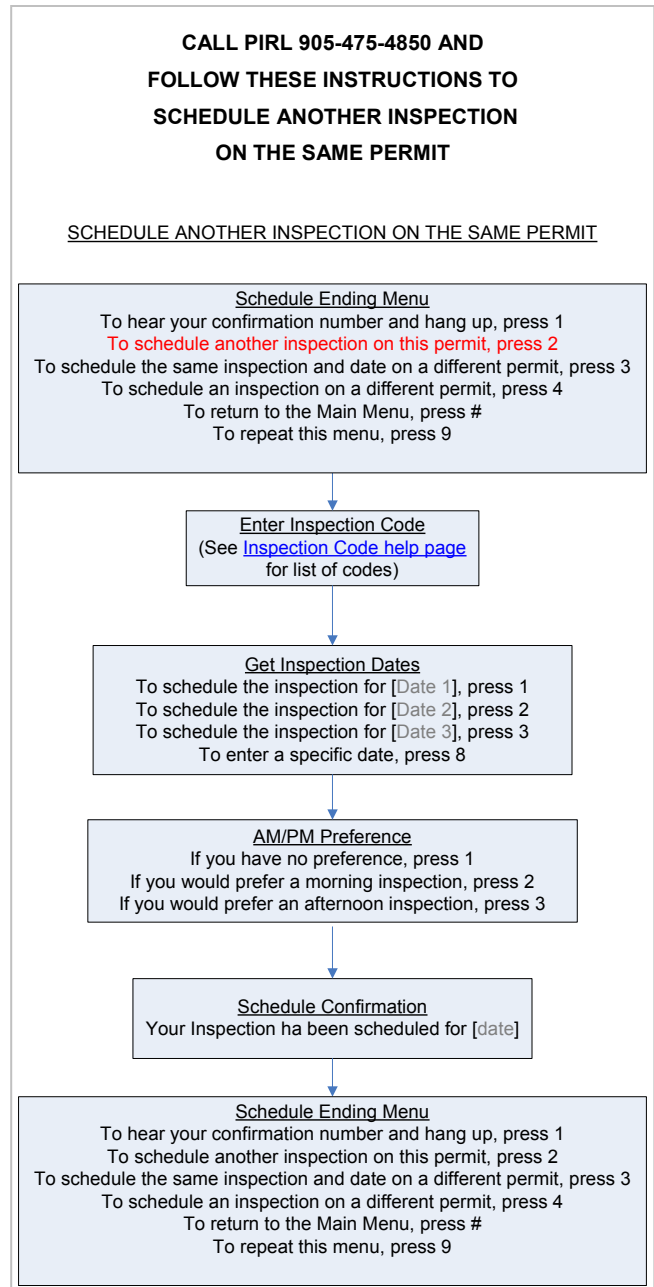 CALL PIRL 905-475-4850 AND
FOLLOW THESE INSTRUCTIONS TO
SCHEDULE ANOTHER INSPECTION
ON THE SAME PERMIT
SCHEDULE ANOTHER INSPECTION ON THE SAME PERMIT
Schedule Ending Menu
To hear your confirmation number and hang up, press 1
To schedule another inspection on this permit, press 2
To schedule the same inspection and date on a different permit, press 3
To schedule an inspection on a different permit, press 4
To return to the Main Menu, press #
To repeat this menu, press 9
Enter Inspection Code
(See Inspection Code help page
for list of codes)
Get Inspection Dates
To schedule the inspection for [Date 1], press 1
To schedule the inspection for [Date 2], press 2
To schedule the inspection for [Date 3], press 3
To enter a specific date, press 8
AM/PM Preference
If you have no preference, press 1
If you would prefer a morning inspection, press 2
If you would prefer an afternoon inspection, press 3
Schedule Confirmation
Your Inspection ha been scheduled for [date]
Schedule Ending Menu
To hear your confirmation number and hang up, press 1
To schedule another inspection on this permit, press 2
To schedule the same inspection and date on a different permit, press 3
To schedule an inspection on a different permit, press 4
To return to the Main Menu, press #
To repeat this menu, press 9